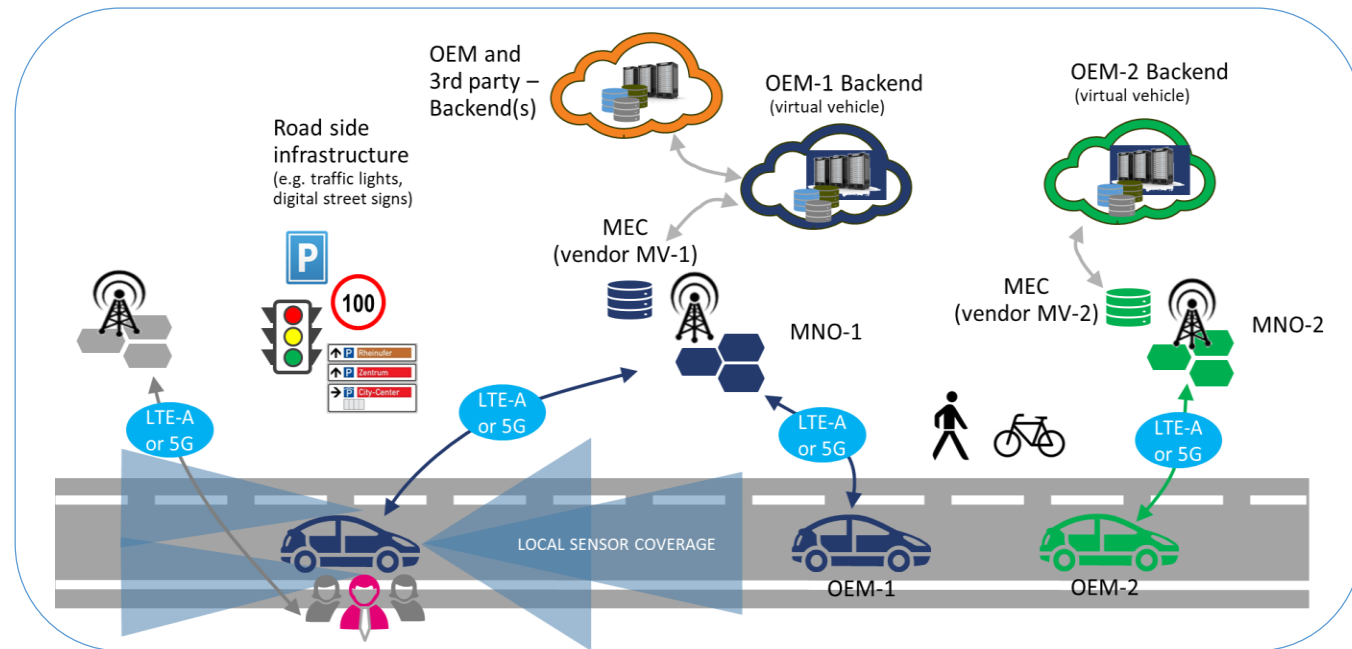 OEM and
3rd party –
Backend(s)
OEM-1 Backend
(virtual vehicle)
OEM-2 Backend
(virtual vehicle)
Road side
infrastructure
(e.g. traffic lights,
digital street signs)
P
100
P Rheinufer
P Zentrum
P City-Center
MEC
(vendor MV-1)
MNO-1
MEC
(vendor MV-2)
MNO-2
LTE-A
or 5G
LTE-A
or 5G
LTE-A
or 5G
LTE-A
or 5G
LOCAL SENSOR COVERAGE
OEM-1
OEM-2